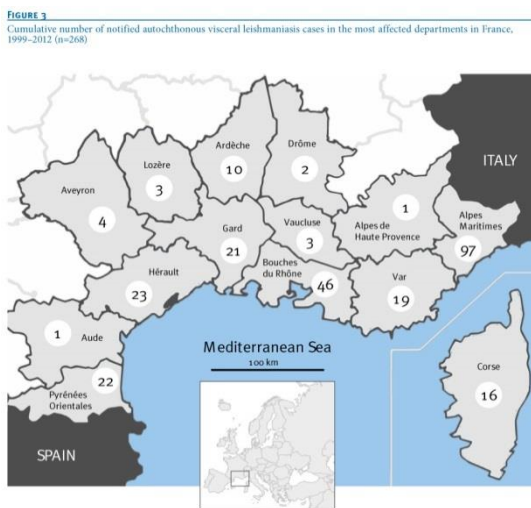 FIGURE 3
Cumulative number of notified autochthonous visceral leishmaniasis cases in the most affected departments in France,
1999–2012 (n=268)
Ardèche
10
Drôme
2
ITALY
Lozère
3
Aveyron
4
1
Alpes de
Haute Provence
Alpes
Maritimes
97
Gard
21
Vaucluse
3
Bouches
du Rhône
46
Hérault
23
Var
19
1
Aude
Mediterranean Sea
100 km
Corse
16
22
Pyrénées
Orientales
SPAIN